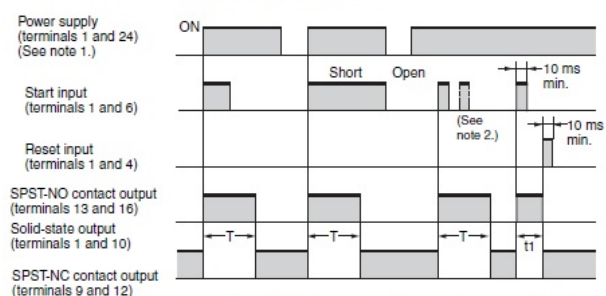 Power supply
(terminals 1 and 24)
(See note 1.)
ON
Start input
(terminals 1 and 6)
Short
Open
10 ms
min.
(See
note 2.)
Reset input
(terminals 1 and 4)
10 ms
min.
SPST-NO contact output
(terminals 13 and 16)
Solid-state output
(terminals 1 and 10)
T
T
T
t1
SPST-NC contact output
(terminals 9 and 12)